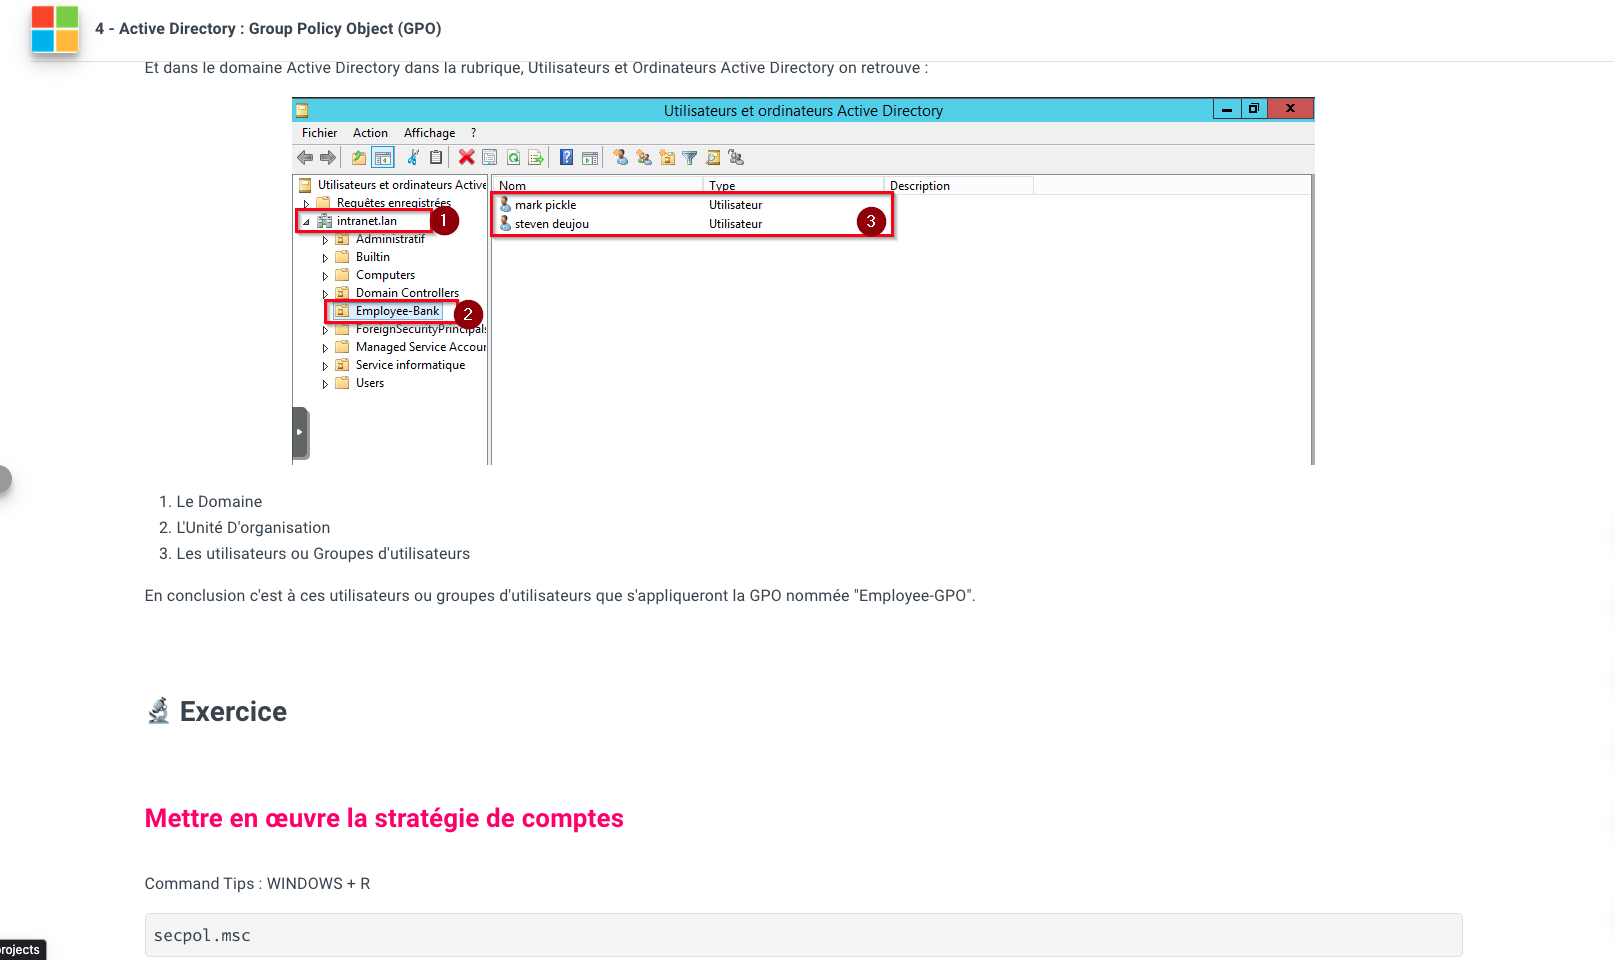 4 - Active Directory : Group Policy Object (GPO)
Et dans le domaine Active Directory dans la rubrique, Utilisateurs et Ordinateurs Active Directory on retrouve :
Utilisateurs et ordinateurs Active Directory
Fichier Action Affichage ?
Utilisateurs et ordinateurs Active
Nom Type Description
Requêtes enregistrées
mark pickle Utilisateur
intranet.lan 1
steven deujou Utilisateur 3
Administratif
Builtin
Computers
Domain Controllers
Employee-Bank 2
ForeignSecurityPrincipals
Managed Service Accour
Service informatique
Users
1. Le Domaine
2. L'Unité D'organisation
3. Les utilisateurs ou Groupes d'utilisateurs
En conclusion c'est à ces utilisateurs ou groupes d'utilisateurs que s'appliqueront la GPO nommée "Employee-GPO".
Exercice
Mettre en œuvre la stratégie de comptes
Command Tips : WINDOWS + R
secpol.msc
rojects